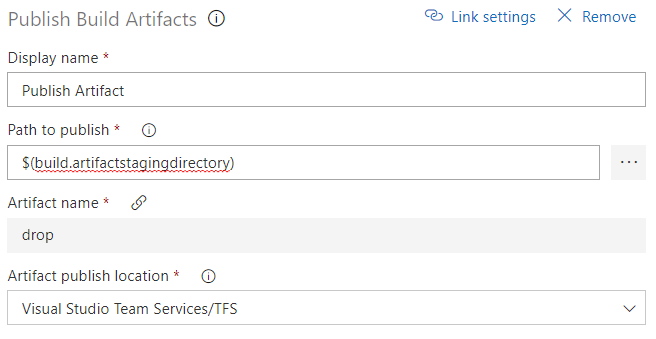 Publish Build Artifacts Link settings Remove
Display name *
Publish Artifact
Path to publish *
$(build.artifactstagingdirectory)
Artifact name *
drop
Artifact publish location *
Visual Studio Team Services/TFS